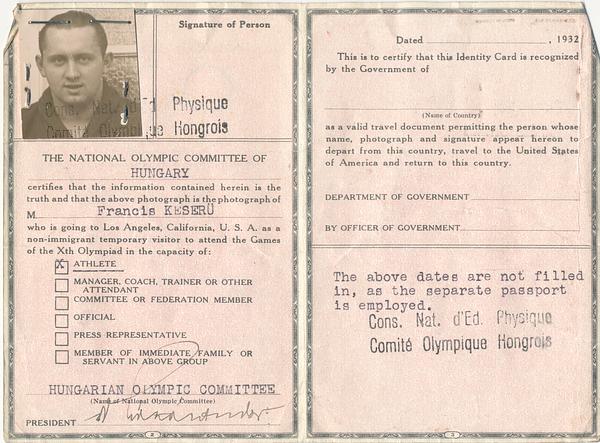 Signature of Person
Cons. Nat. d'Ed. Physique
Comité Olympique Hongrois
THE NATIONAL OLYMPIC COMMITTEE OF
HUNGARY
certifies that the information contained herein is the
truth and that the above photograph is the photograph of
M Francis KESERÜ
who is going to Los Angeles, California, U. S. A. as a
non-immigrant temporary visitor to attend the Games
of the Xth Olympiad in the capacity of:
X ATHLETE
MANAGER, COACH, TRAINER OR OTHER
ATTENDANT
COMMITTEE OR FEDERATION MEMBER
OFFICIAL
PRESS REPRESENTATIVE
MEMBER OF IMMEDIATE FAMILY OR
SERVANT IN ABOVE GROUP
HUNGARIAN OLYMPIC COMMITTEE
(Name of National Olympic Committee)
PRESIDENT
2
Dated , 1932
This is to certify that this Identity Card is recognized
by the Government of
(Name of Country)
as a valid travel document permitting the person whose
name, photograph and signature appear hereon to
depart from this country, travel to the United States
of America and return to this country.
DEPARTMENT OF GOVERNMENT
BY OFFICER OF GOVERNMENT
The above dates are not filled
in, as the separate passport
is employed.
Cons. Nat. d'Ed. Physique
Comité Olympique Hongrois
3